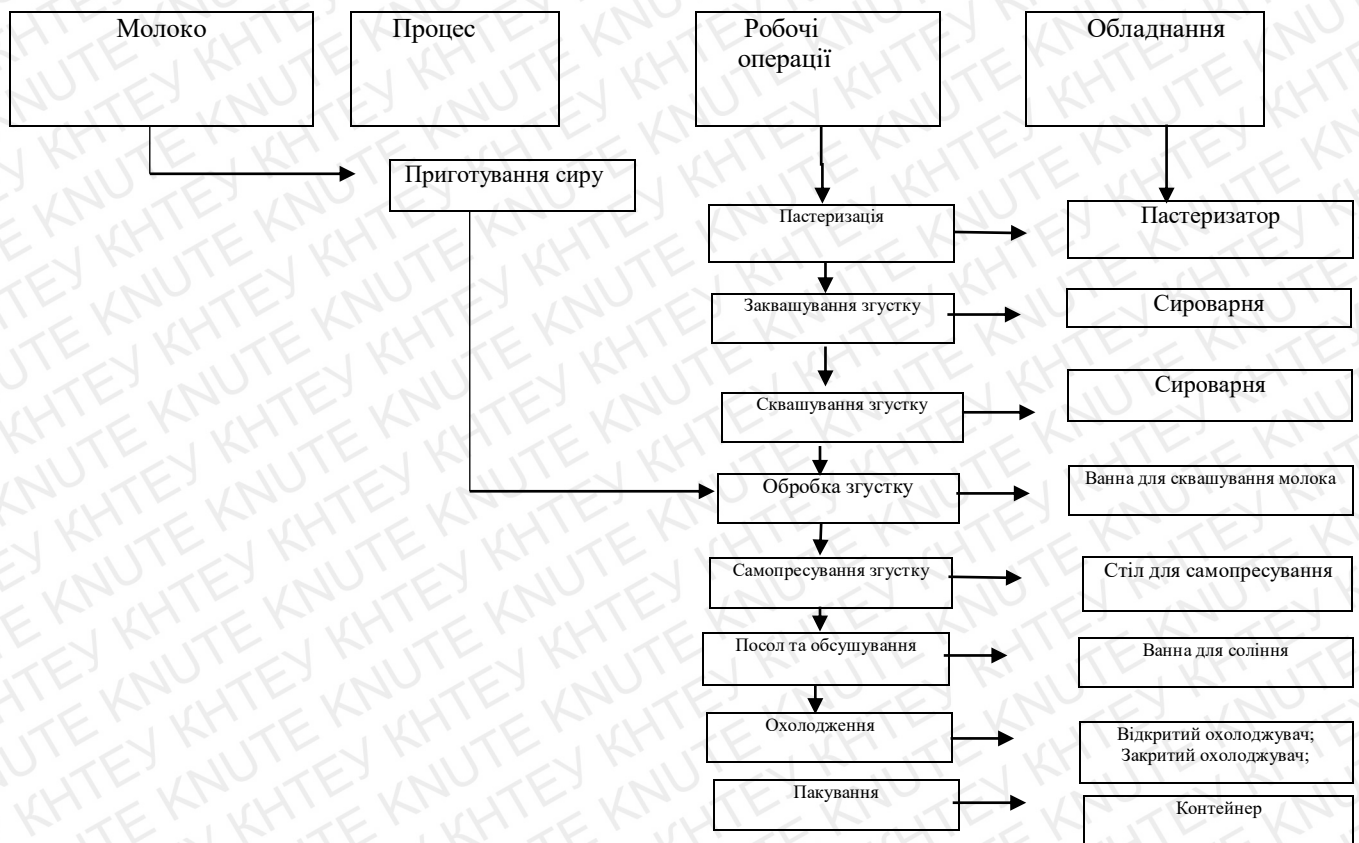 Молоко
Процес
Робочі
операції
Обладнання
Приготування сиру
Пастеризація
Пастеризатор
Заквашування згустку
Сироварня
Сквашування згустку
Сироварня
Обробка згустку
Ванна для сквашування молока
Самопресування згустку
Стіл для самопресування
Посол та обсушування
Ванна для соління
Охолодження
Відкритий охолоджувач;
Закритий охолоджувач;
Пакування
Контейнер